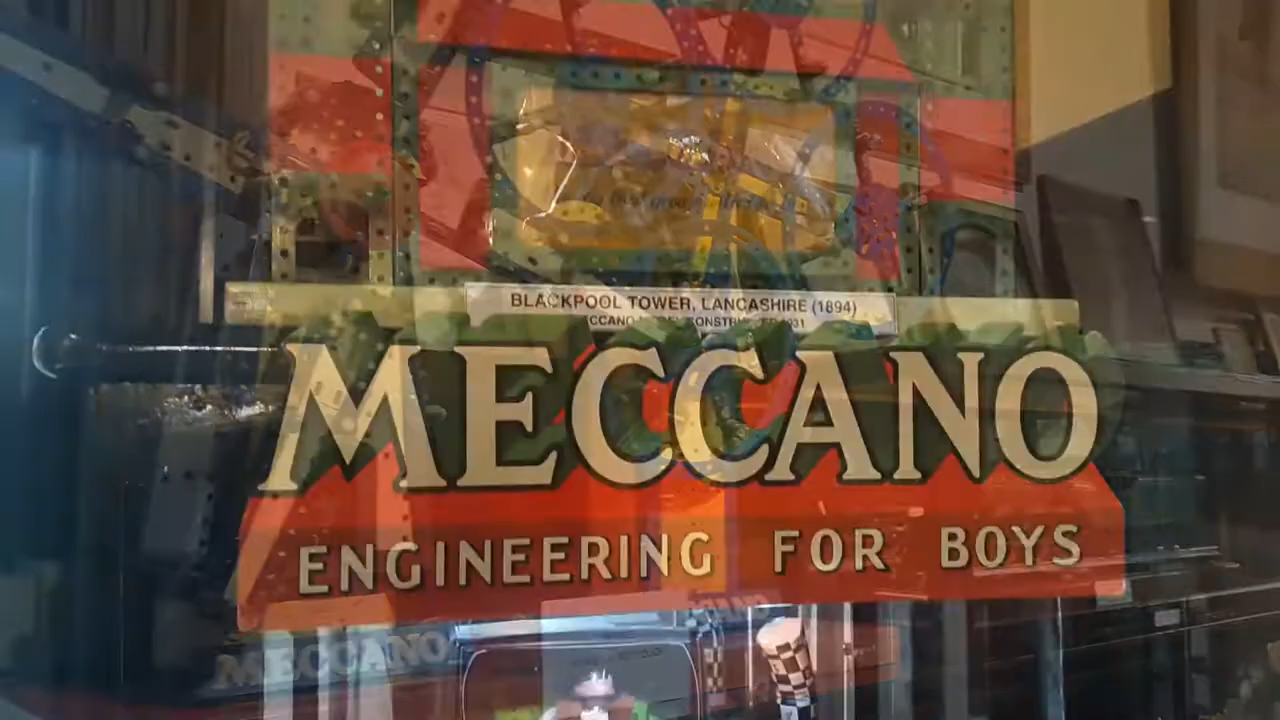 BLACKPOOL TOWER, LANCASHIRE (1894)
MECCANO
ENGINEERING FOR BOYS
MECCANO